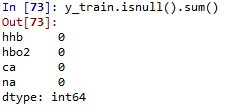 In [73]: y_train.isnull().sum()
Out[73]:
hhb     0
hbo2    0
ca      0
na      0
dtype: int64